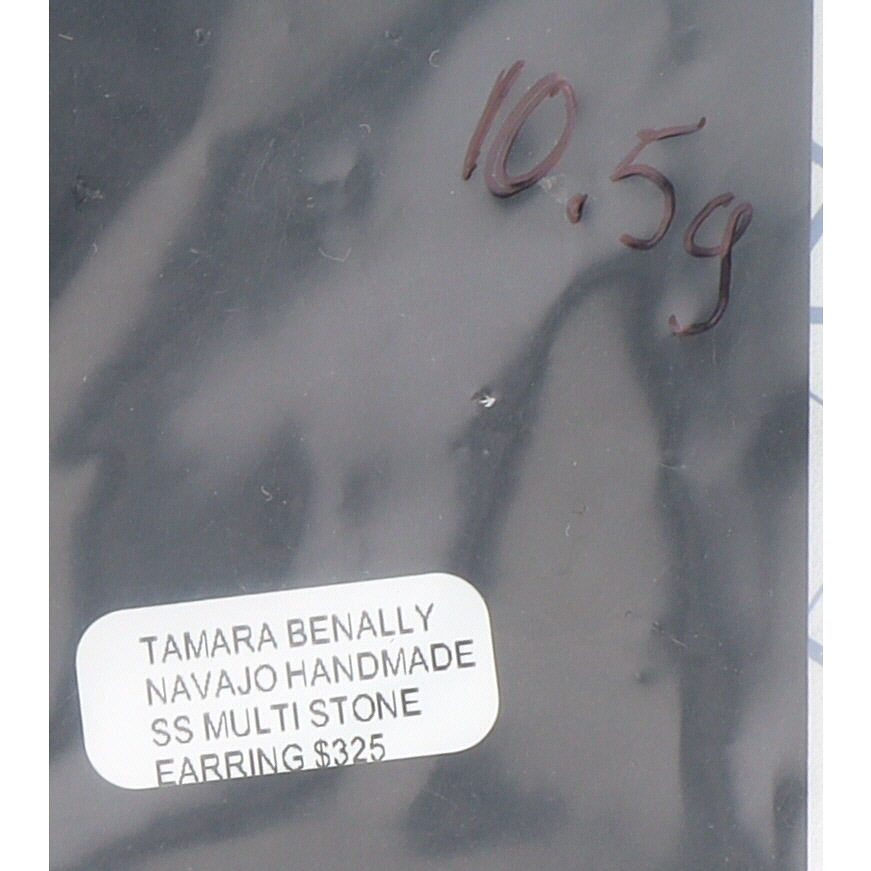 10.5g
TAMARA BENALLY
NAVAJO HANDMADE
SS MULTI STONE
EARRING $325